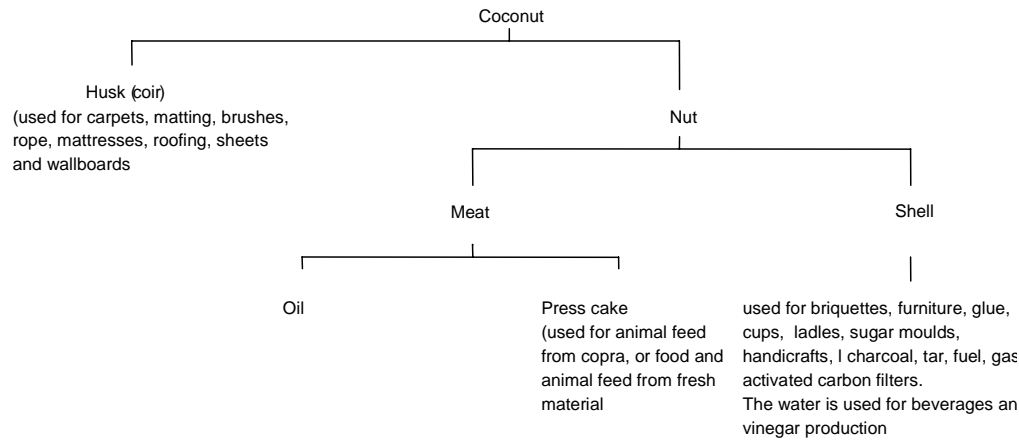 Coconut
Husk (coir)
(used for carpets, matting, brushes,
rope, mattresses, roofing, sheets
and wallboards
Nut
Meat
Shell
Oil
Press cake
(used for animal feed
from copra, or food and
animal feed from fresh
material
used for briquettes, furniture, glue,
cups, ladles, sugar moulds,
handicrafts, l charcoal, tar, fuel, gas
activated carbon filters.
The water is used for beverages an
vinegar production